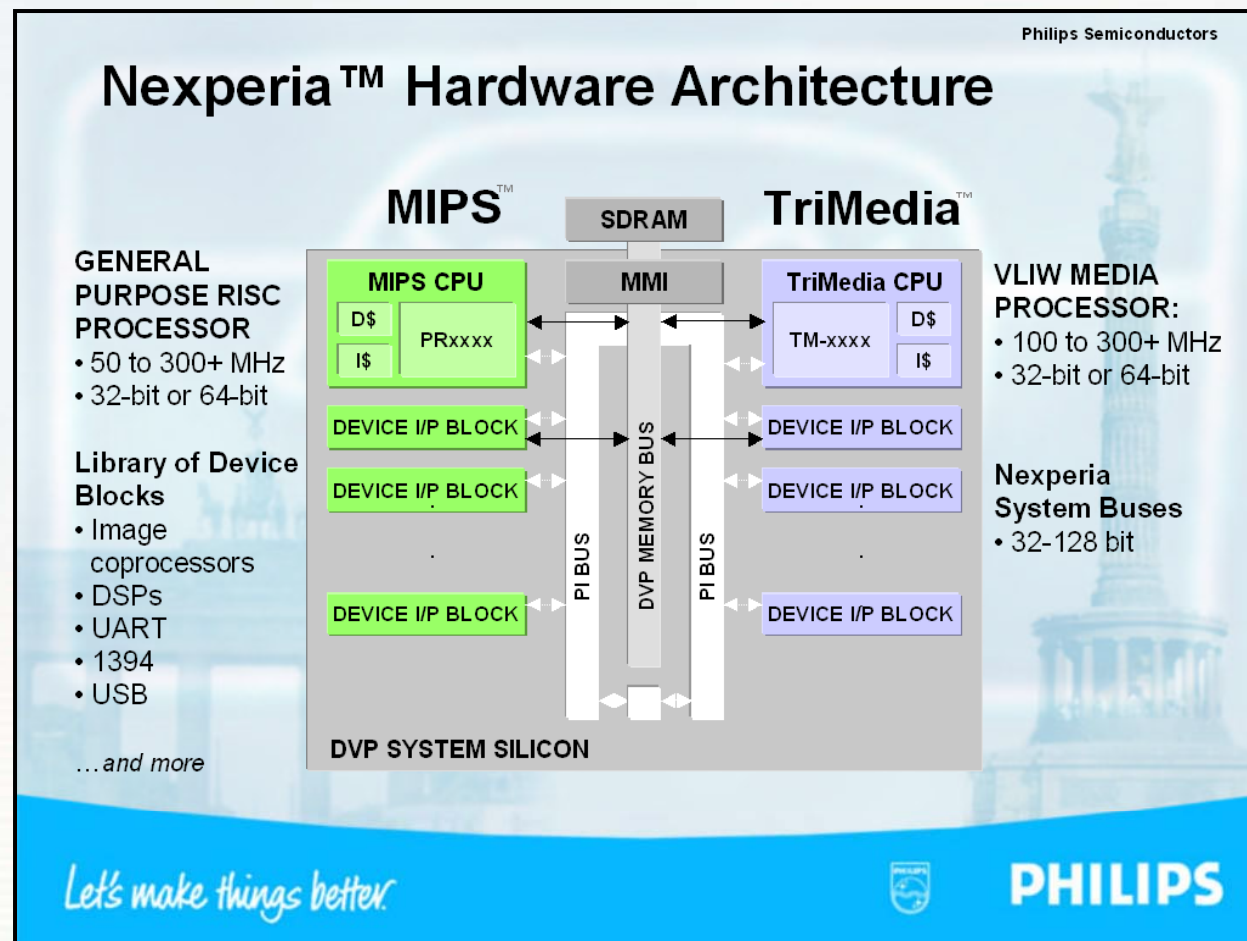 Philips Semiconductors
Nexperia™ Hardware Architecture
MIPS™
SDRAM
TriMedia™
GENERAL
PURPOSE RISC
PROCESSOR
• 50 to 300+ MHz
• 32-bit or 64-bit
Library of Device
Blocks
• Image
coprocessors
• DSPs
• UART
• 1394
• USB
…and more
MIPS CPU
D$
I$
PRxxxx
DEVICE I/P BLOCK
DEVICE I/P BLOCK
.
.
DEVICE I/P BLOCK
MMI
PI BUS
DVP MEMORY BUS
PI BUS
TriMedia CPU
TM-xxxx
D$
I$
DEVICE I/P BLOCK
DEVICE I/P BLOCK
.
.
DEVICE I/P BLOCK
DVP SYSTEM SILICON
VLIW MEDIA
PROCESSOR:
• 100 to 300+ MHz
• 32-bit or 64-bit
Nexperia
System Buses
• 32-128 bit
Let's make things better.
PHILIPS
PHILIPS